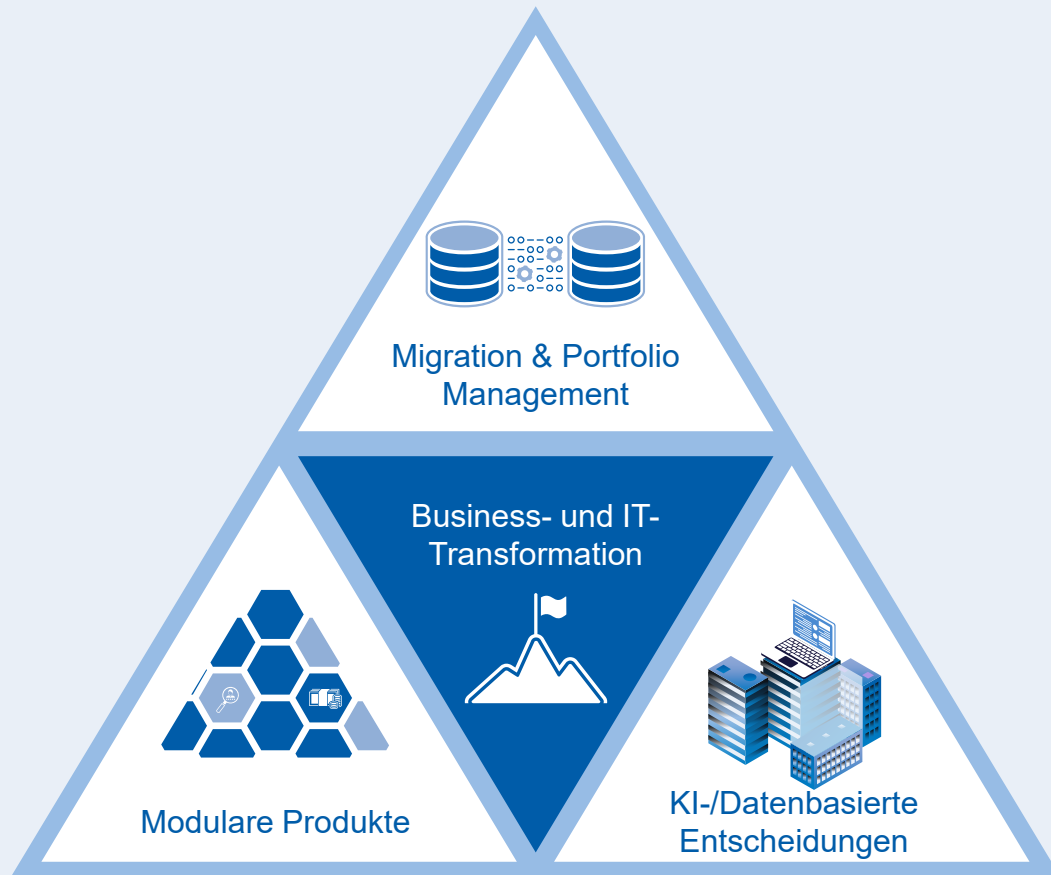 Migration & Portfolio
Management
Business- und IT-
Transformation
Modulare Produkte
KI-/Datenbasierte
Entscheidungen